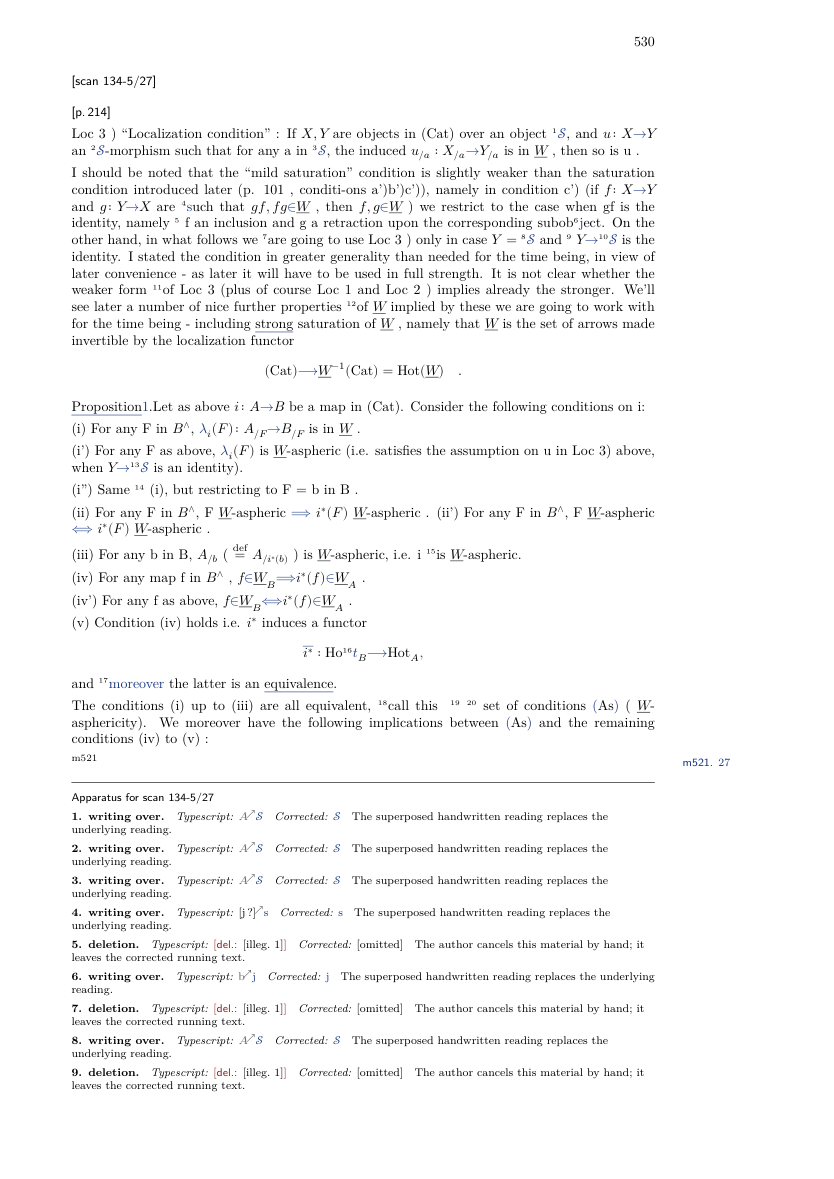 530
[scan 134-5/27]
[p. 214]
Loc 3 ) “Localization condition” : If X, Y are objects in (Cat) over an object ¹𝒮, and u: X→Y
an ²𝒮-morphism such that for any a in ³𝒮, the induced u_{/a} : X_{/a}→Y_{/a} is in W , then so is u .
I should be noted that the “mild saturation” condition is slightly weaker than the saturation
condition introduced later (p. 101 , conditi-ons a’)b’)c’)), namely in condition c’) (if f: X→Y
and g: Y→X are ⁴such that gf, fg∈W , then f, g∈W ) we restrict to the case when gf is the
identity, namely ⁵ f an inclusion and g a retraction upon the corresponding subob⁶ject. On the
other hand, in what follows we ⁷are going to use Loc 3 ) only in case Y = ⁸𝒮 and ⁹ Y→¹⁰𝒮 is the
identity. I stated the condition in greater generality than needed for the time being, in view of
later convenience - as later it will have to be used in full strength. It is not clear whether the
weaker form ¹¹of Loc 3 (plus of course Loc 1 and Loc 2 ) implies already the stronger. We’ll
see later a number of nice further properties ¹²of W implied by these we are going to work with
for the time being - including strong saturation of W , namely that W is the set of arrows made
invertible by the localization functor
(Cat)⟶W⁻¹(Cat) = Hot(W) .
Proposition1.Let as above i: A→B be a map in (Cat). Consider the following conditions on i:
(i) For any F in B^, λ_i(F): A_{/F}→B_{/F} is in W .
(i’) For any F as above, λ_i(F) is W-aspheric (i.e. satisfies the assumption on u in Loc 3) above,
when Y→¹³𝒮 is an identity).
(i”) Same ¹⁴ (i), but restricting to F = b in B .
(ii) For any F in B^, F W-aspheric ⟹ i*(F) W-aspheric . (ii’) For any F in B^, F W-aspheric
⟺ i*(F) W-aspheric .
(iii) For any b in B, A_{/b} ( def= A_{/i*(b)} ) is W-aspheric, i.e. i ¹⁵is W-aspheric.
(iv) For any map f in B^ , f∈W_B⟹i*(f)∈W_A .
(iv’) For any f as above, f∈W_B⟺i*(f)∈W_A .
(v) Condition (iv) holds i.e. i* induces a functor
i* : Ho¹⁶t_B⟶Hot_A,
and ¹⁷moreover the latter is an equivalence.
The conditions (i) up to (iii) are all equivalent, ¹⁸call this ¹⁹ ²⁰ set of conditions (As) ( W-
asphericity). We moreover have the following implications between (As) and the remaining
conditions (iv) to (v) :
m521
m521. 27
Apparatus for scan 134-5/27
1. writing over. Typescript: A↗𝒮 Corrected: 𝒮 The superposed handwritten reading replaces the
underlying reading.
2. writing over. Typescript: A↗𝒮 Corrected: 𝒮 The superposed handwritten reading replaces the
underlying reading.
3. writing over. Typescript: A↗𝒮 Corrected: 𝒮 The superposed handwritten reading replaces the
underlying reading.
4. writing over. Typescript: [j ?]↗s Corrected: s The superposed handwritten reading replaces the
underlying reading.
5. deletion. Typescript: [del.: [illeg. 1]] Corrected: [omitted] The author cancels this material by hand; it
leaves the corrected running text.
6. writing over. Typescript: b↗j Corrected: j The superposed handwritten reading replaces the underlying
reading.
7. deletion. Typescript: [del.: [illeg. 1]] Corrected: [omitted] The author cancels this material by hand; it
leaves the corrected running text.
8. writing over. Typescript: A↗𝒮 Corrected: 𝒮 The superposed handwritten reading replaces the
underlying reading.
9. deletion. Typescript: [del.: [illeg. 1]] Corrected: [omitted] The author cancels this material by hand; it
leaves the corrected running text.